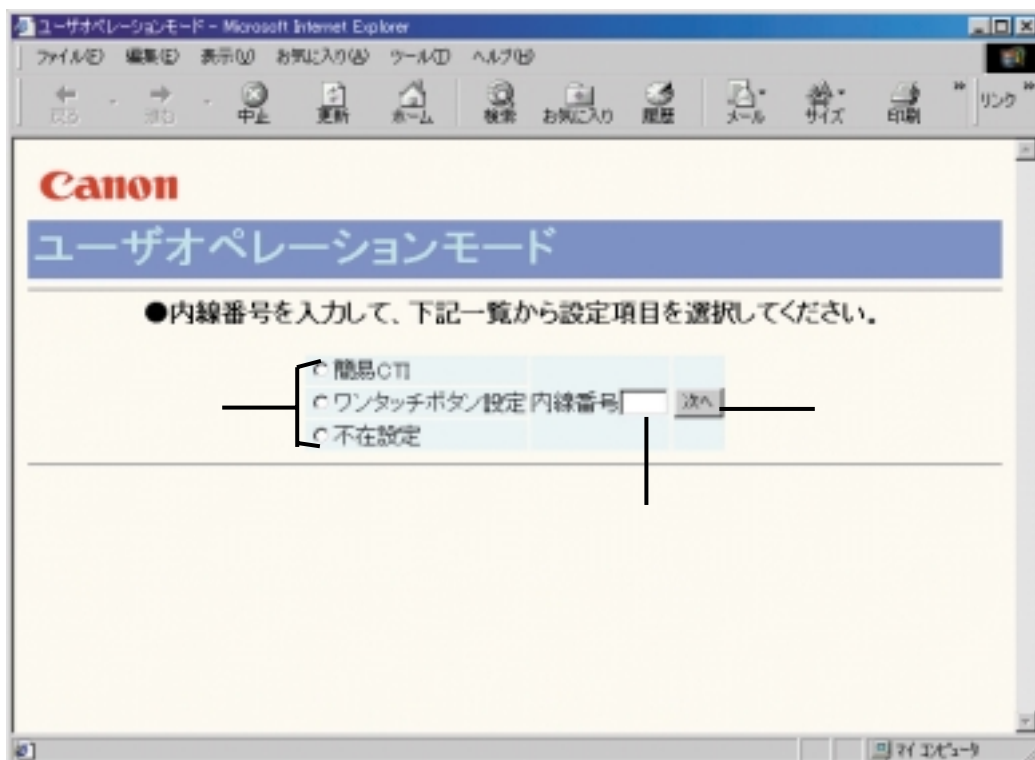 ユーザオペレーションモード - Microsoft Internet Explorer
ファイル(F) 編集(E) 表示(V) お気に入り(A) ツール(T) ヘルプ(H)
戻る 進む 中止 更新 ホーム 検索 お気に入り 履歴 メール サイズ 印刷 » リンク »
Canon
ユーザオペレーションモード
●内線番号を入力して、下記一覧から設定項目を選択してください。
簡易CTI
ワンタッチボタン設定 内線番号 次へ
不在設定
マイ コンピュータ